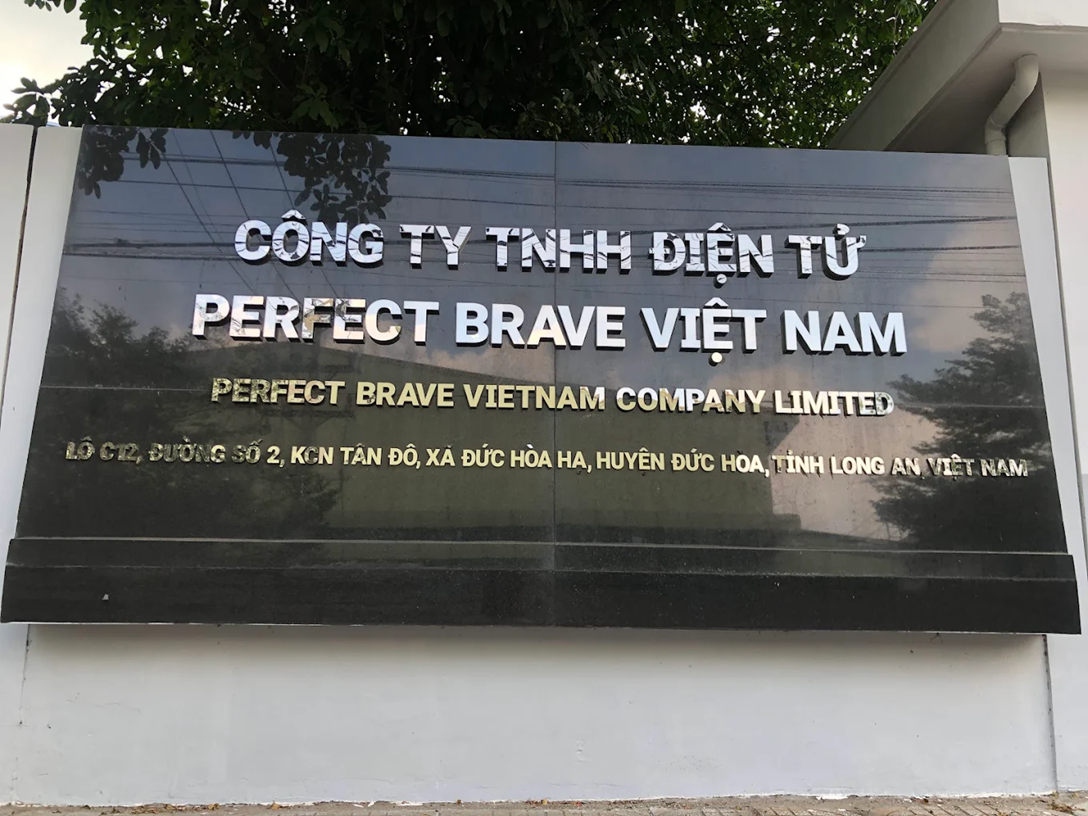 CÔNG TY TNHH ĐIỆN TỬ
PERFECT BRAVE VIỆT NAM
PERFECT BRAVE VIETNAM COMPANY LIMITED
LÔ C12, ĐƯỜNG SỐ 2, KCN TÂN ĐÔ, XÃ ĐỨC HÒA HẠ, HUYỆN ĐỨC HÒA, TỈNH LONG AN, VIỆT NAM